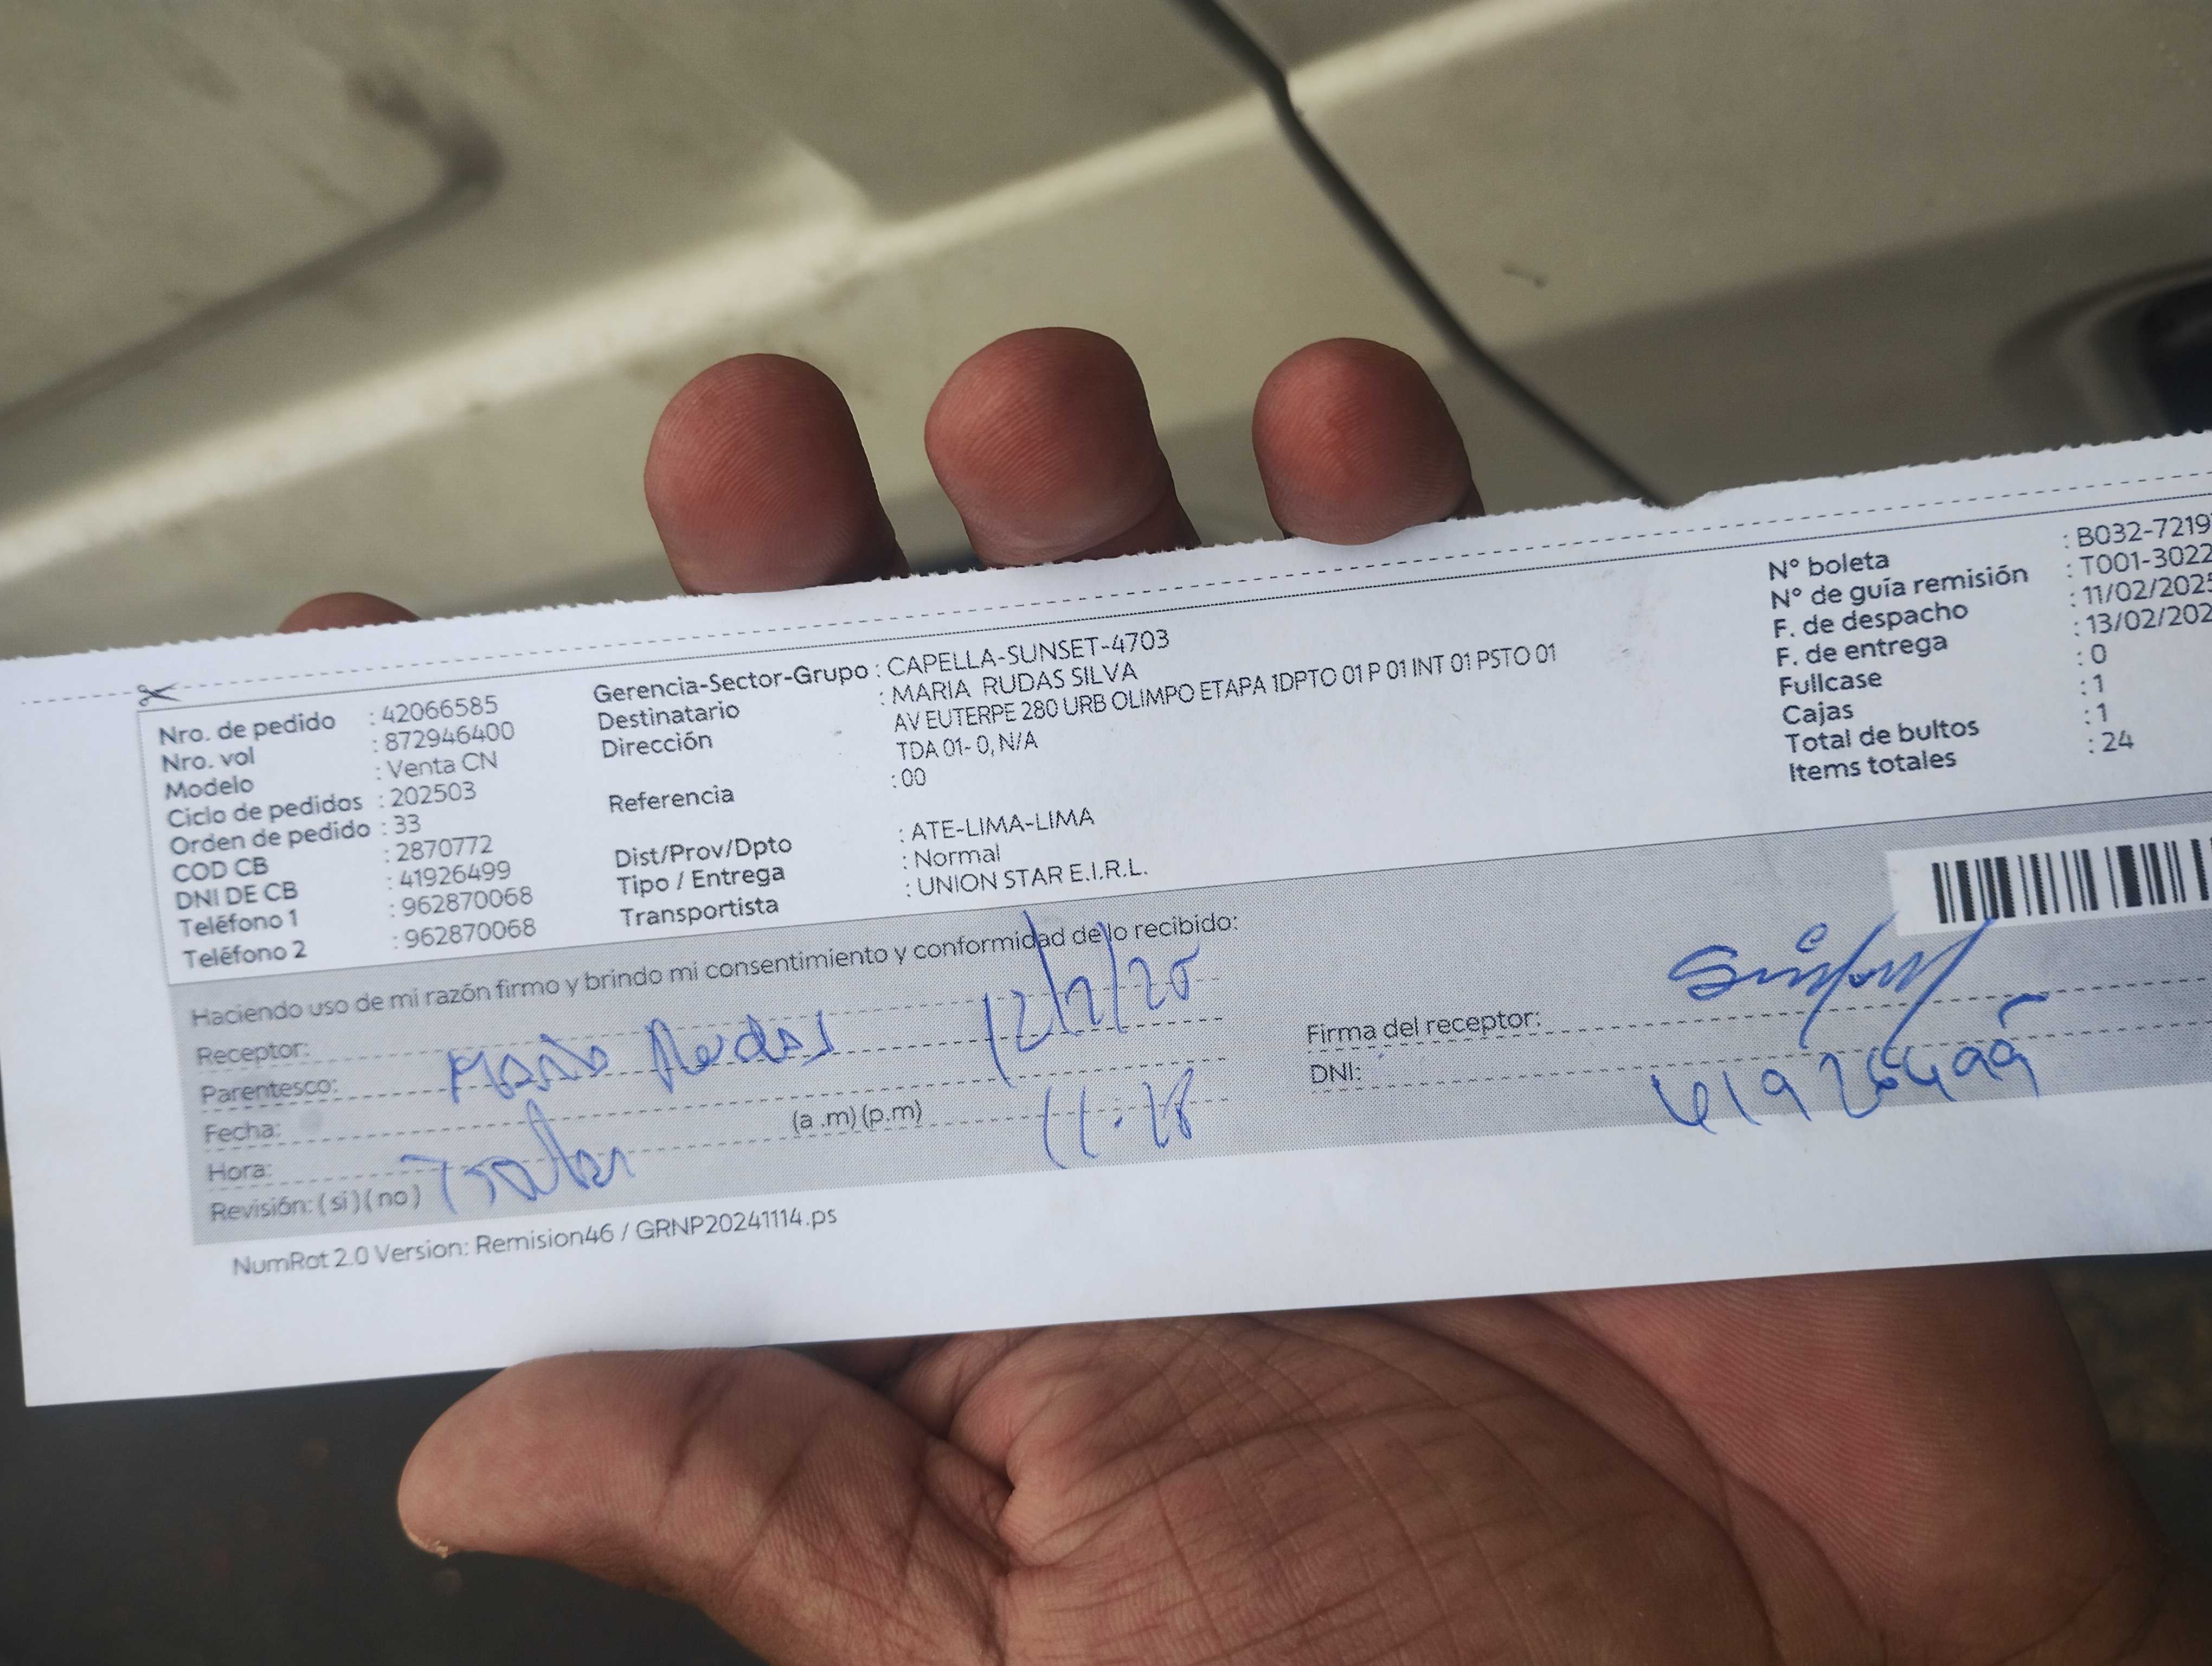 Nro. de pedido : 42066585
Nro. vol : 872946400
Modelo : Venta CN
Ciclo de pedidos : 202503
Orden de pedido : 33
COD CB : 2870772
DNI DE CB : 41926499
Teléfono 1 : 962870068
Teléfono 2 : 962870068
Gerencia-Sector-Grupo : CAPELLA-SUNSET-4703
Destinatario : MARIA RUDAS SILVA
Dirección AV EUTERPE 280 URB OLIMPO ETAPA 1DPTO 01 P 01 INT 01 PSTO 01
TDA 01- 0, N/A
Referencia : 00
Dist/Prov/Dpto : ATE-LIMA-LIMA
Tipo / Entrega : Normal
Transportista : UNION STAR E.I.R.L.
N° boleta : B032-7219
N° de guía remisión : T001-3022
F. de despacho : 11/02/2025
F. de entrega : 13/02/202
Fullcase : 0
Cajas : 1
Total de bultos : 1
Items totales : 24
Haciendo uso de mi razón firmo y brindo mi consentimiento y conformidad de lo recibido:
Receptor:
Parentesco: Maria Rudas 12/2/25
Fecha:
Hora: (a .m) (p.m)
Revisión: ( si ) ( no )
Firma del receptor:
DNI: 41926499
NumRot 2.0 Version: Remision46 / GRNP20241114.ps